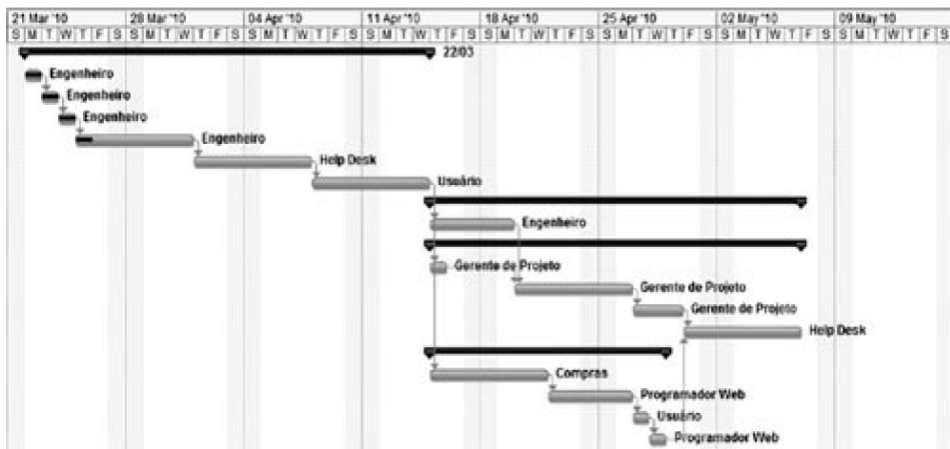 21 Mar '10 28 Mar '10 04 Apr '10 11 Apr '10 18 Apr '10 25 Apr '10 02 May '10 09 May '10
S M T W T F S S M T W T F S S M T W T F S S M T W T F S S M T W T F S S M T W T F S S M T W T F S S M T W T F S
22/03
Engenheiro
Engenheiro
Engenheiro
Engenheiro
Help Desk
Usuário
Engenheiro
Gerente de Projeto
Gerente de Projeto
Gerente de Projeto
Help Desk
Compras
Programador Web
Usuário
Programador Web